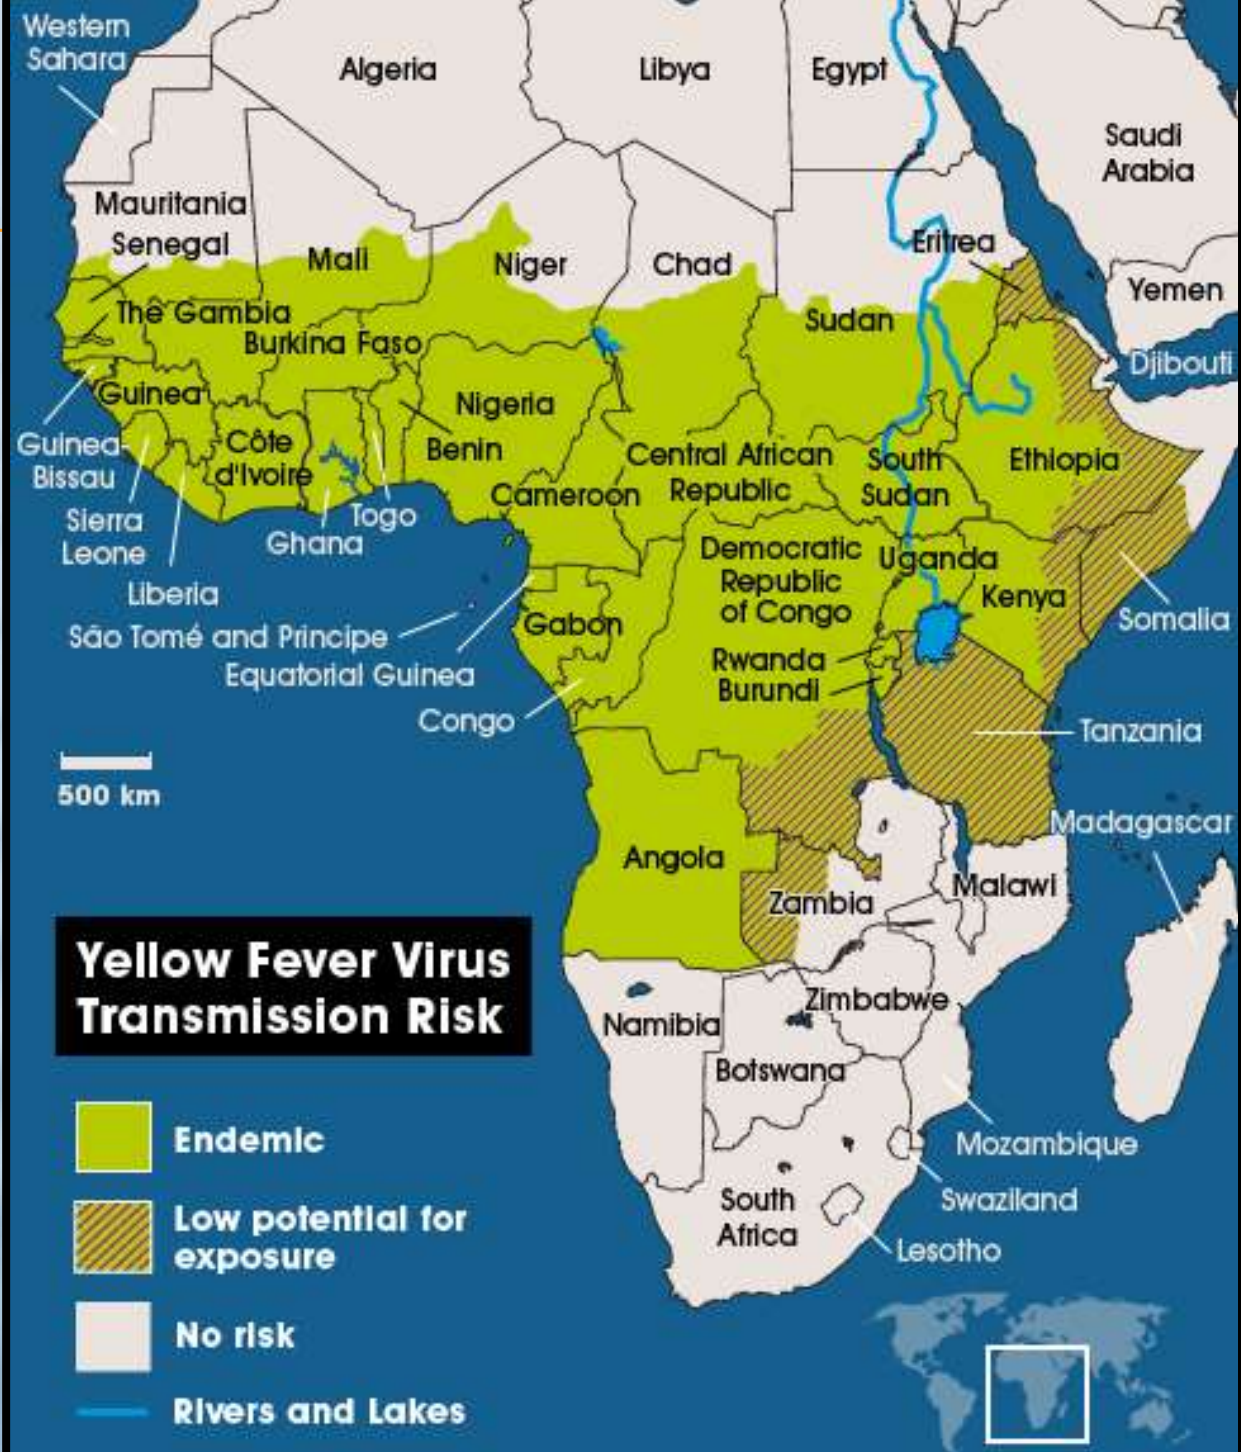 Western
Sahara
Algeria
Libya
Egypt
Saudi
Arabia
Mauritania
Senegal
Mali
Niger
Chad
Eritrea
Yemen
The Gambia
Burkina Faso
Sudan
Djibouti
Guinea
Nigeria
Guinea-
Bissau
Côte
d'Ivoire
Benin
Central African
Republic
South
Sudan
Ethiopia
Cameroon
Sierra
Leone
Togo
Ghana
Democratic
Republic
of Congo
Uganda
Liberia
Kenya
Somalia
São Tomé and Principe
Gabon
Equatorial Guinea
Rwanda
Burundi
Congo
Tanzania
500 km
Madagascar
Angola
Malawi
Zambia
Yellow Fever Virus
Transmission Risk
Zimbabwe
Namibia
Botswana
Endemic
Mozambique
Swaziland
South
Africa
Low potential for
exposure
Lesotho
No risk
Rivers and Lakes